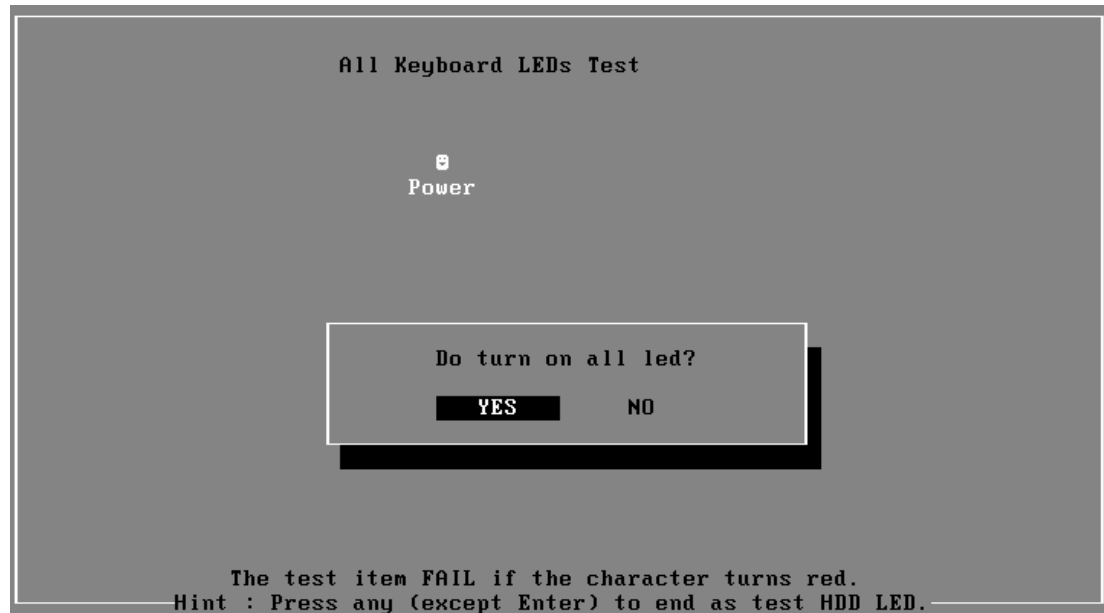 All Keyboard LEDs Test
Power
Do turn on all led?
YES NO
The test item FAIL if the character turns red.
Hint : Press any (except Enter) to end as test HDD LED.